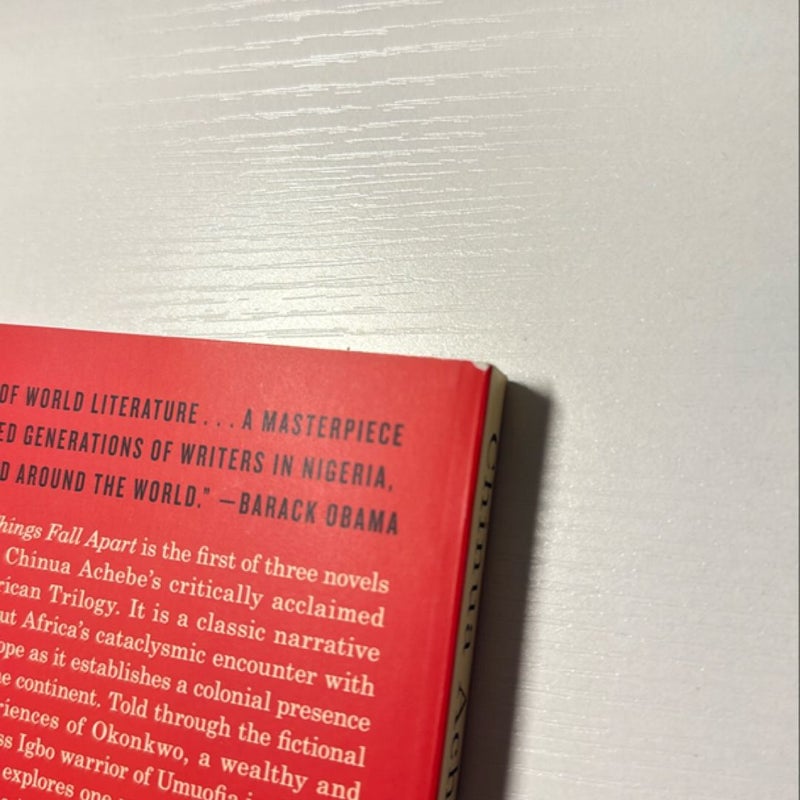 OF WORLD LITERATURE . . . A MASTERPIECE
ED GENERATIONS OF WRITERS IN NIGERIA,
D AROUND THE WORLD." —BARACK OBAMA
hings Fall Apart is the first of three novels
Chinua Achebe's critically acclaimed
rican Trilogy. It is a classic narrative
ut Africa's cataclysmic encounter with
ope as it establishes a colonial presence
e continent. Told through the fictional
riences of Okonkwo, a wealthy and
ss Igbo warrior of Umuofia
explores one
Chinua